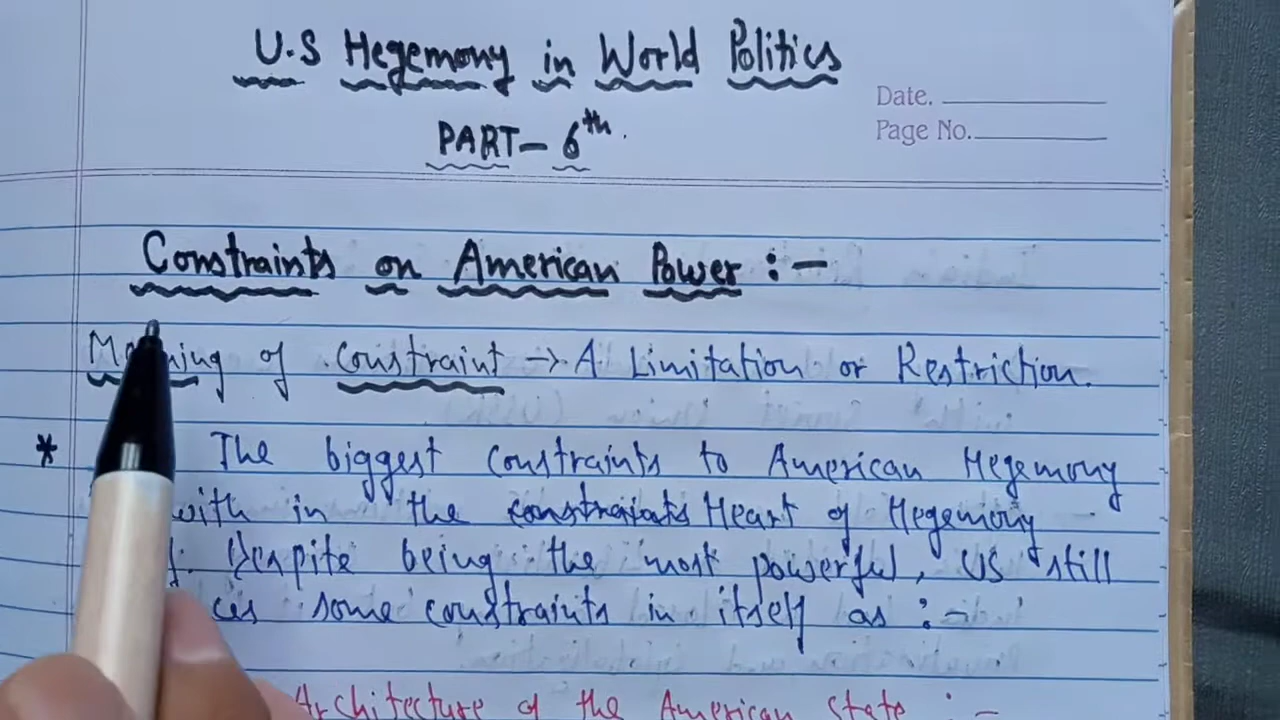 U.S Hegemony in World Politics
Date.
PART- 6th.
Page No.
Constraints on American Power :-
of Constraint → A Limitation or Restriction.
* The biggest constraints to American Hegemony
with in the Heart of Hegemony
Despite being the most powerful, US still
some constraints in itself as :-
Architecture of the American State :-